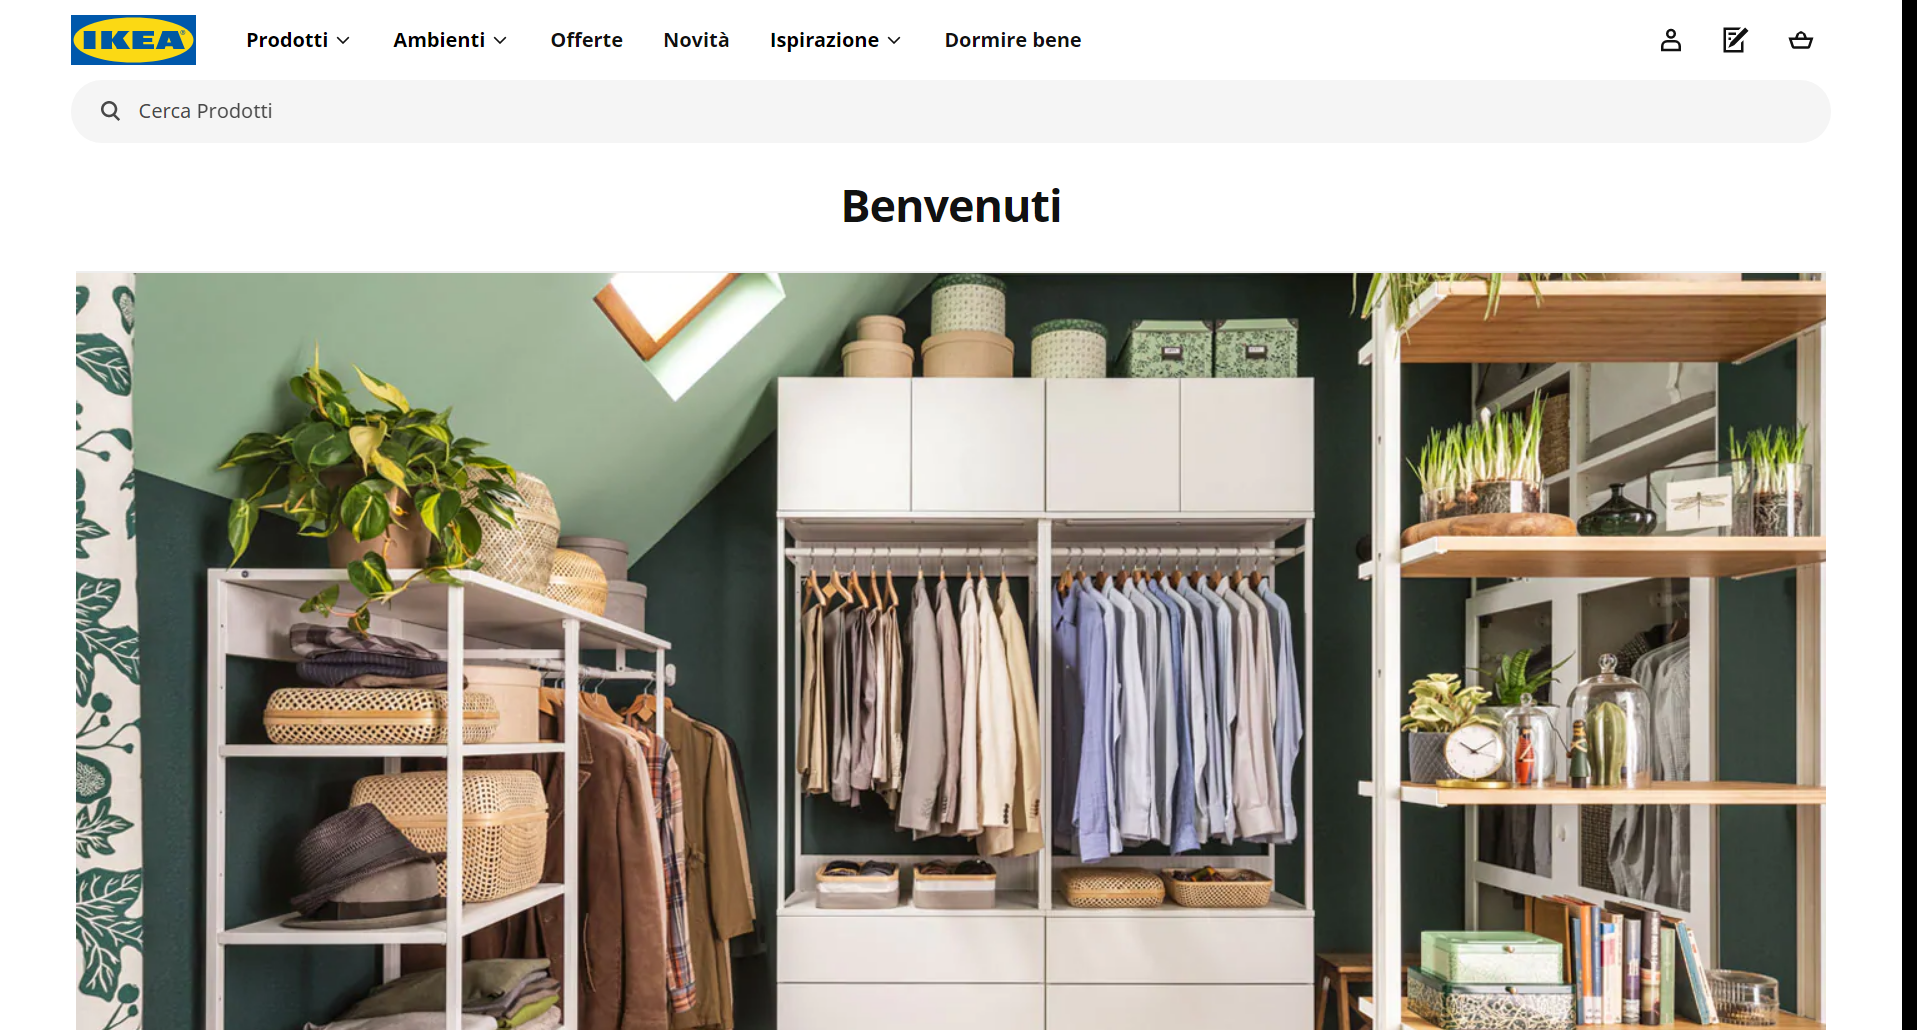 IKEA
Prodotti
Ambienti
Offerte
Novità
Ispirazione
Dormire bene
Cerca Prodotti
Benvenuti